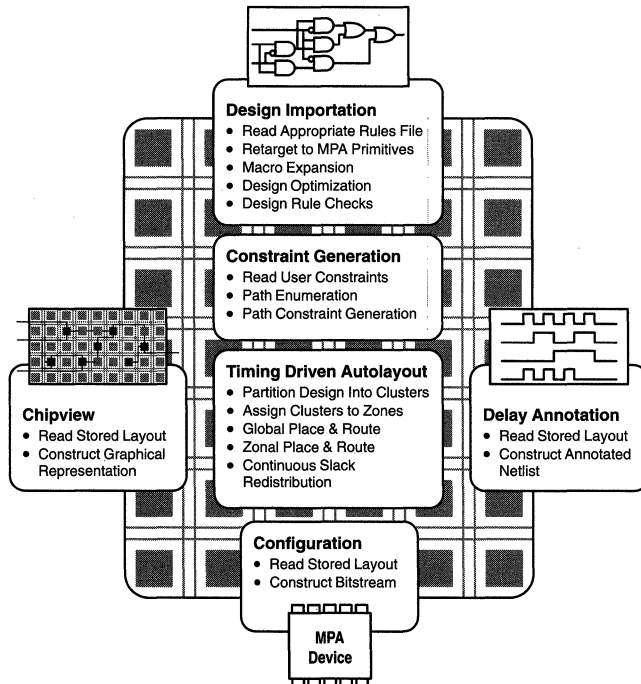 Design Importation
• Read Appropriate Rules File
• Retarget to MPA Primitives
• Macro Expansion
• Design Optimization
• Design Rule Checks
Constraint Generation
• Read User Constraints
• Path Enumeration
• Path Constraint Generation
Timing Driven Autolayout
• Partition Design Into Clusters
• Assign Clusters to Zones
• Global Place & Route
• Zonal Place & Route
• Continuous Slack
Redistribution
Chipview
• Read Stored Layout
• Construct Graphical
Representation
Delay Annotation
• Read Stored Layout
• Construct Annotated
Netlist
Configuration
• Read Stored Layout
• Construct Bitstream
MPA
Device